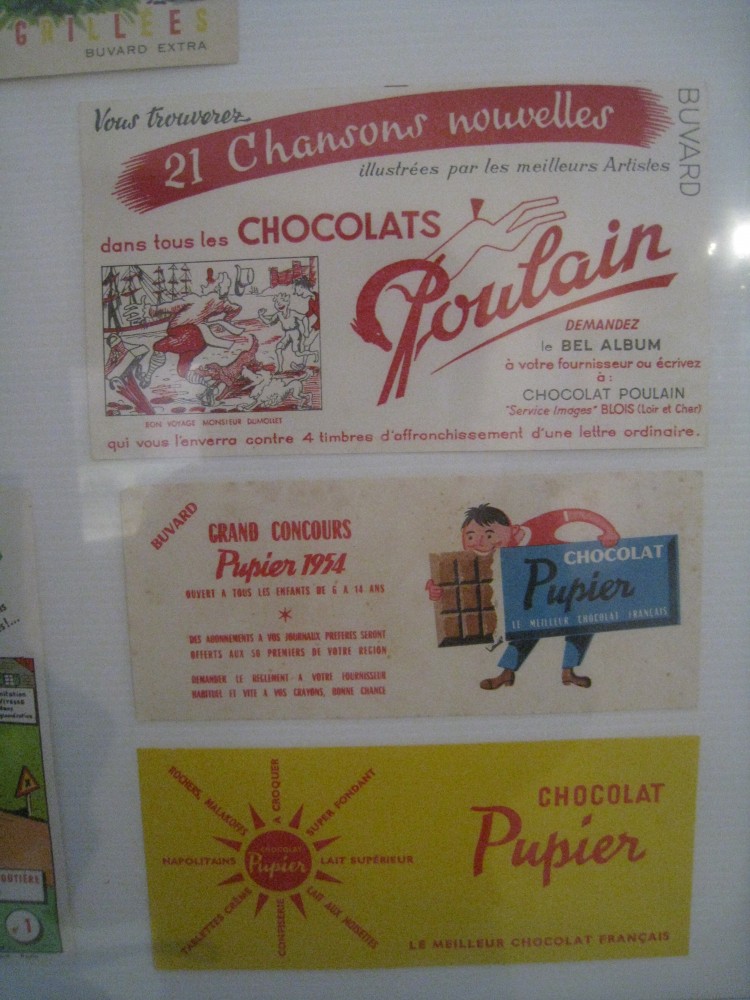 GRILLÉES
BUVARD EXTRA
Vous trouverez
21 Chansons nouvelles
illustrées par les meilleurs Artistes
BUVARD
dans tous les CHOCOLATS
Poulain
DEMANDEZ
le BEL ALBUM
à votre fournisseur ou écrivez
à :
CHOCOLAT POULAIN
"Service Images" BLOIS (Loir et Cher)
BON VOYAGE MONSIEUR DUMOLLET
qui vous l'enverra contre 4 timbres d'affranchissement d'une lettre ordinaire.
BUVARD
GRAND CONCOURS
Pupier 1954
OUVERT A TOUS LES ENFANTS DE 6 A 14 ANS
*
DES ABONNEMENTS A VOS JOURNAUX PREFERES SERONT
OFFERTS AUX 50 PREMIERS DE VOTRE REGION
DEMANDER LE REGLEMENT A VOTRE FOURNISSEUR
HABITUEL ET VITE A VOS CRAYONS, BONNE CHANCE
CHOCOLAT
Pupier
LE MEILLEUR CHOCOLAT FRANÇAIS
ROCHERS, MALAKOFFS
A CROQUER
SUPER FONDANT
NAPOLITAINS
CHOCOLAT
Pupier
LAIT SUPÉRIEUR
TABLETTES CRÈME
CONFISERIE
LAIT AUX NOISETTES
CHOCOLAT
Pupier
LE MEILLEUR CHOCOLAT FRANÇAIS
N° 1